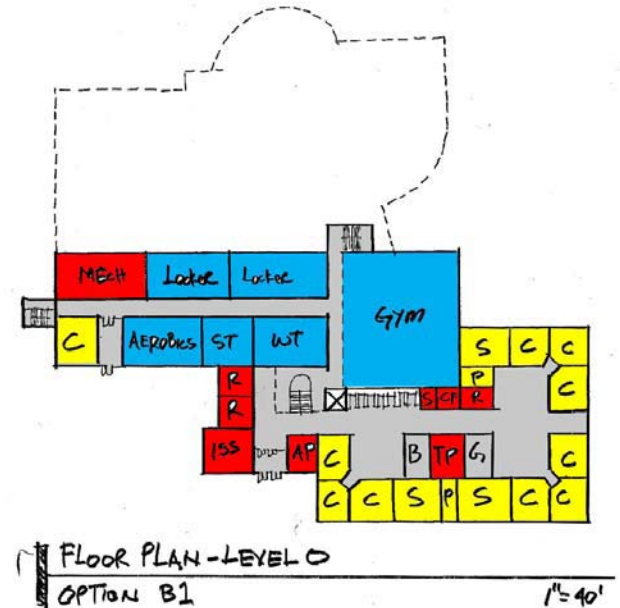 MECH Locker Locker
GYM
C AEROBICS ST WT
S C C
R
P
C
S CF R
R
ISS AP C B TP G C
C C S P S C C
FLOOR PLAN-LEVEL 0
OPTION B1 1"=40'